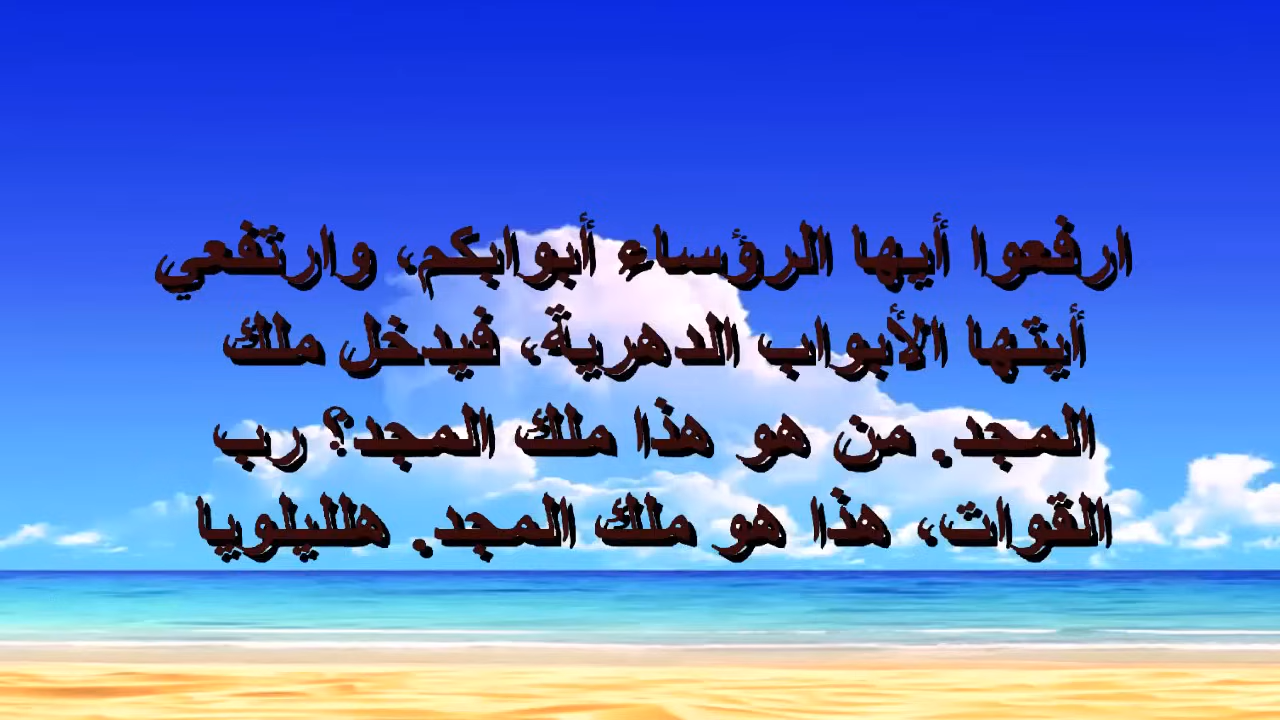 ارفعوا أيها الرؤساء أبوابكم، وارتفعي
أيتها الأبواب الدهرية، فيدخل ملك
المجد. من هو هذا ملك المجد؟ رب
القوات، هذا هو ملك المجد. هلليلويا